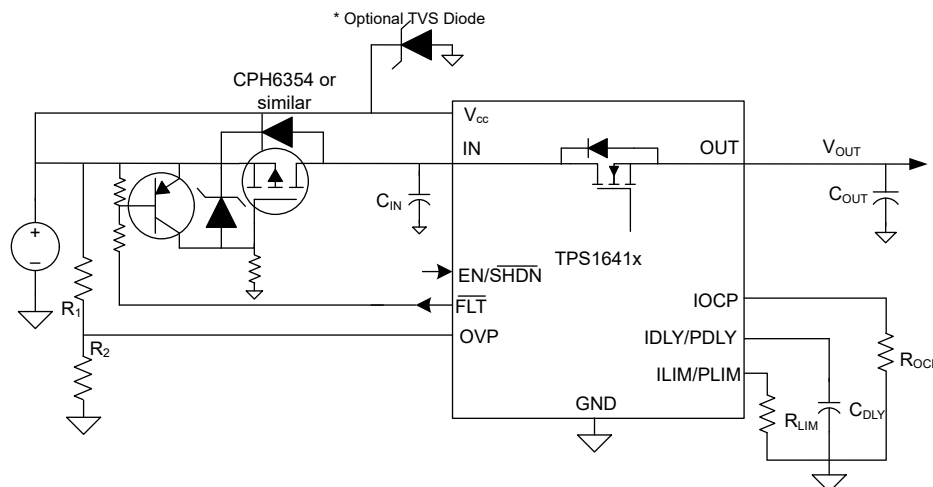 * Optional TVS Diode
CPH6354 or
similar
Vcc
IN
OUT
VOUT
CIN
COUT
+
–
TPS1641x
EN/SHDN
R1
FLT
IOCP
OVP
R2
IDLY/PDLY
ROCP
ILIM/PLIM
GND
RLIM
CDLY